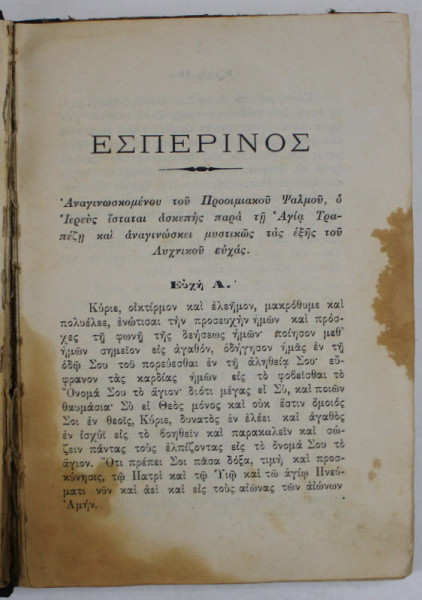 ΕΣΠΕΡΙΝΟΣ
Ἀναγινωσκομένου τοῦ Προοιμιακοῦ Ψαλμοῦ, ὁ
Ἱερεὺς ἵσταται ἀσκεπὴς παρὰ τῇ Ἁγίᾳ Τρα-
πέζῃ καὶ ἀναγινώσκει μυστικῶς τὰς ἑξῆς τοῦ
Λυχνικοῦ εὐχάς.
Εὐχὴ Α.′
Κύριε, οἰκτίρμον καὶ ἐλεῆμον, μακρόθυμε καὶ
πολυέλεε, ἐνώτισαι τὴν προσευχὴν ἡμῶν καὶ πρόσ-
χες τῇ φωνῇ τῆς δεήσεως ἡμῶν· ποίησον μεθ᾽
ἡμῶν σημεῖον εἰς ἀγαθόν, ὁδήγησον ἡμᾶς ἐν τῇ
ὁδῷ Σου τοῦ πορεύεσθαι ἐν τῇ ἀληθείᾳ Σου· εὔ-
φρανον τὰς καρδίας ἡμῶν εἰς τὸ φοβεῖσθαι τὸ
Ὄνομά Σου τὸ ἅγιον· διότι μέγας εἶ Σύ, καὶ ποιῶν
θαυμάσια· Σὺ εἶ Θεὸς μόνος καὶ οὐκ ἔστιν ὅμοιός
Σοι ἐν θεοῖς, Κύριε, δυνατὸς ἐν ἐλέει καὶ ἀγαθὸς
ἐν ἰσχύϊ εἰς τὸ βοηθεῖν καὶ παρακαλεῖν καὶ σώ-
ζειν πάντας τοὺς ἐλπίζοντας εἰς τὸ ὄνομά Σου τὸ
ἅγιον. Ὅτι πρέπει Σοι πᾶσα δόξα, τιμὴ καὶ προσ-
κύνησις, τῷ Πατρὶ καὶ τῷ Υἱῷ καὶ τῷ ἁγίῳ Πνεύ-
ματι νῦν καὶ ἀεὶ καὶ εἰς τοὺς αἰῶνας τῶν αἰώνων
Ἀμήν.